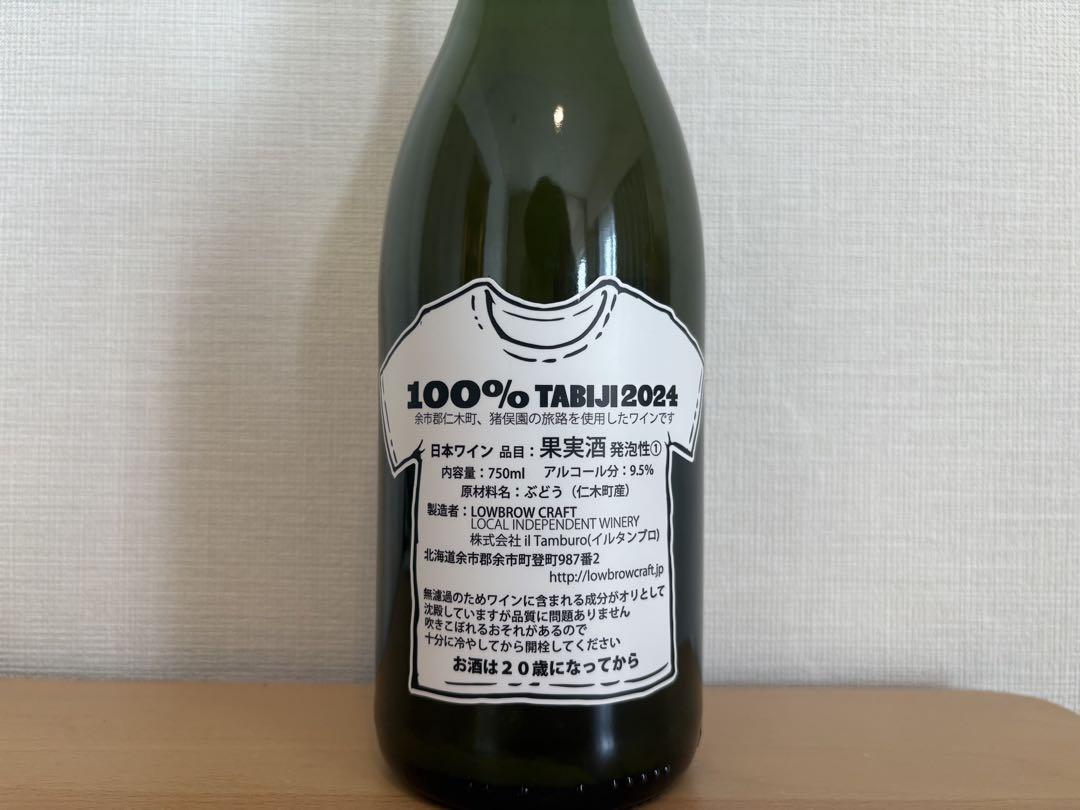 100% TABIJI 2024
余市郡仁木町、猪俣園の旅路を使用したワインです
日本ワイン 品目：果実酒 発泡性①
内容量：750ml アルコール分：9.5%
原材料名：ぶどう（仁木町産）
製造者：LOWBROW CRAFT
LOCAL INDEPENDENT WINERY
株式会社 il Tamburo(イルタンブロ)
北海道余市郡余市町登町987番2
http://lowbrowcraft.jp
無濾過のためワインに含まれる成分がオリとして
沈殿していますが品質に問題ありません
吹きこぼれるおそれがあるので
十分に冷やしてから開栓してください
お酒は２０歳になってから